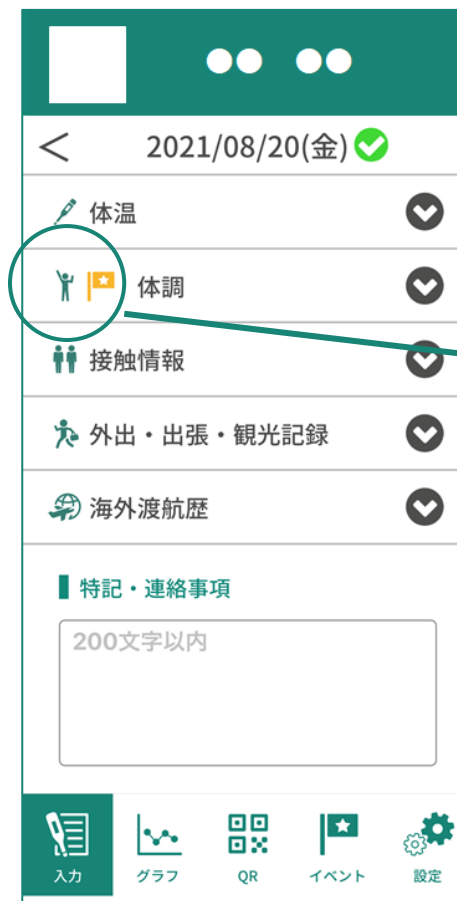 ●● ●●
< 2021/08/20(金)
体温
体調
接触情報
外出・出張・観光記録
海外渡航歴
特記・連絡事項
200文字以内
入力 グラフ QR イベント 設定